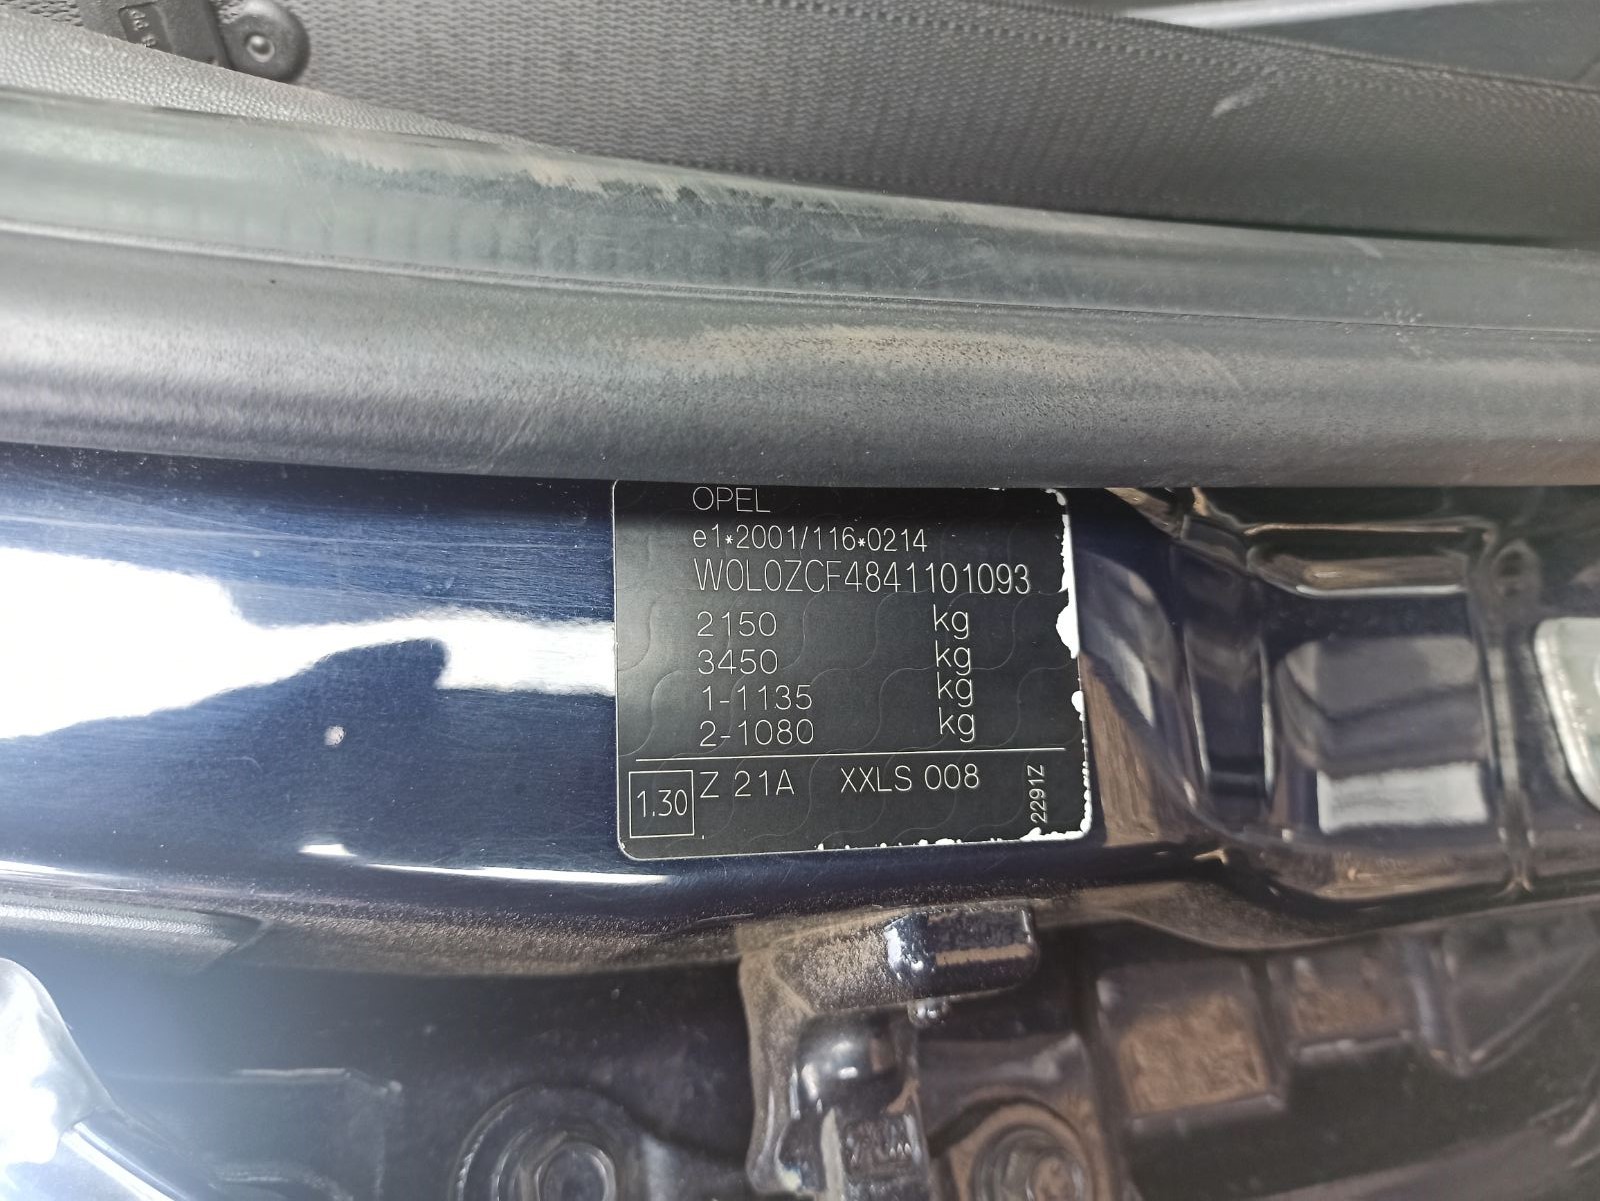 OPEL
e1*2001/116*0214
W0L0ZCF4841101093
2150 kg
3450 kg
1-1135 kg
2-1080 kg
1.30 Z 21A XXLS 008
2291Z